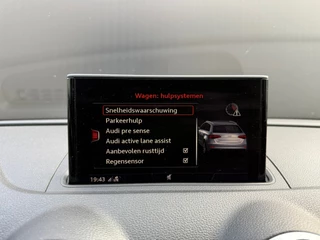 Wagen: hulpsystemen
Snelheidswaarschuwing
Parkeerhulp
Audi pre sense
Audi active lane assist
Aanbevolen rusttijd
Regensensor
19:43